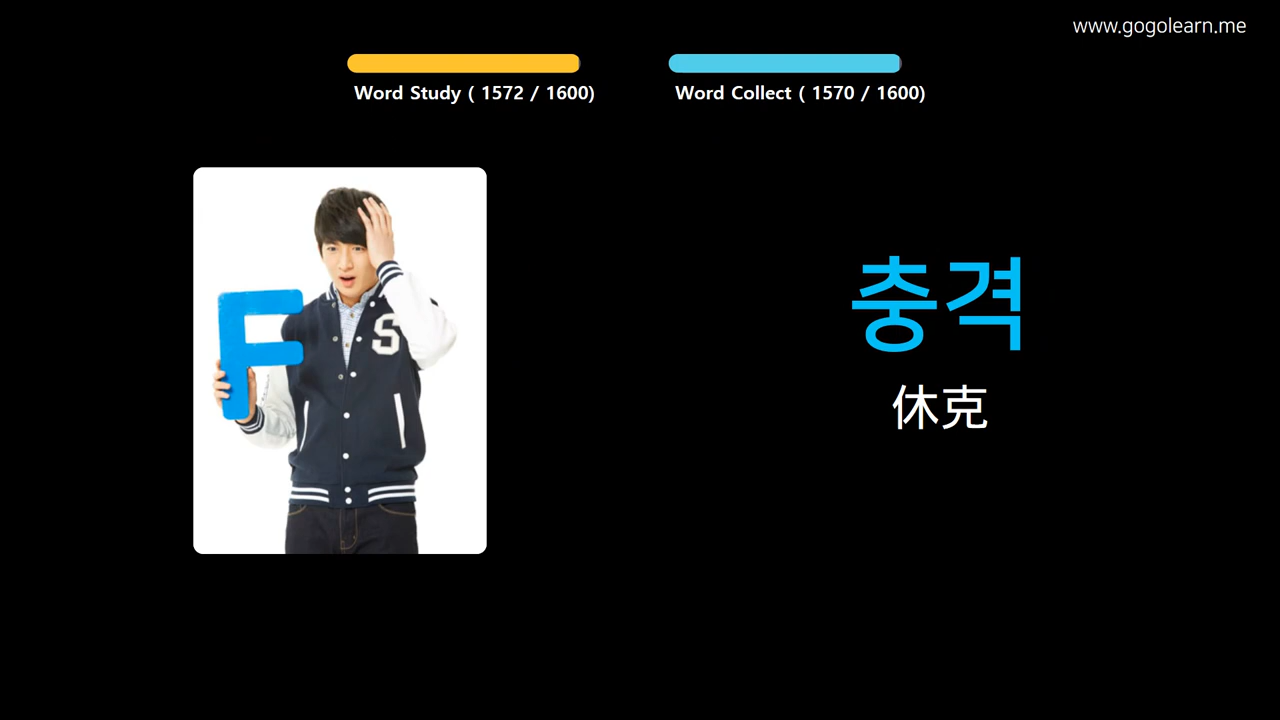 www.gogolearn.me
Word Study ( 1572 / 1600)
Word Collect ( 1570 / 1600)
F
S
충격
休克